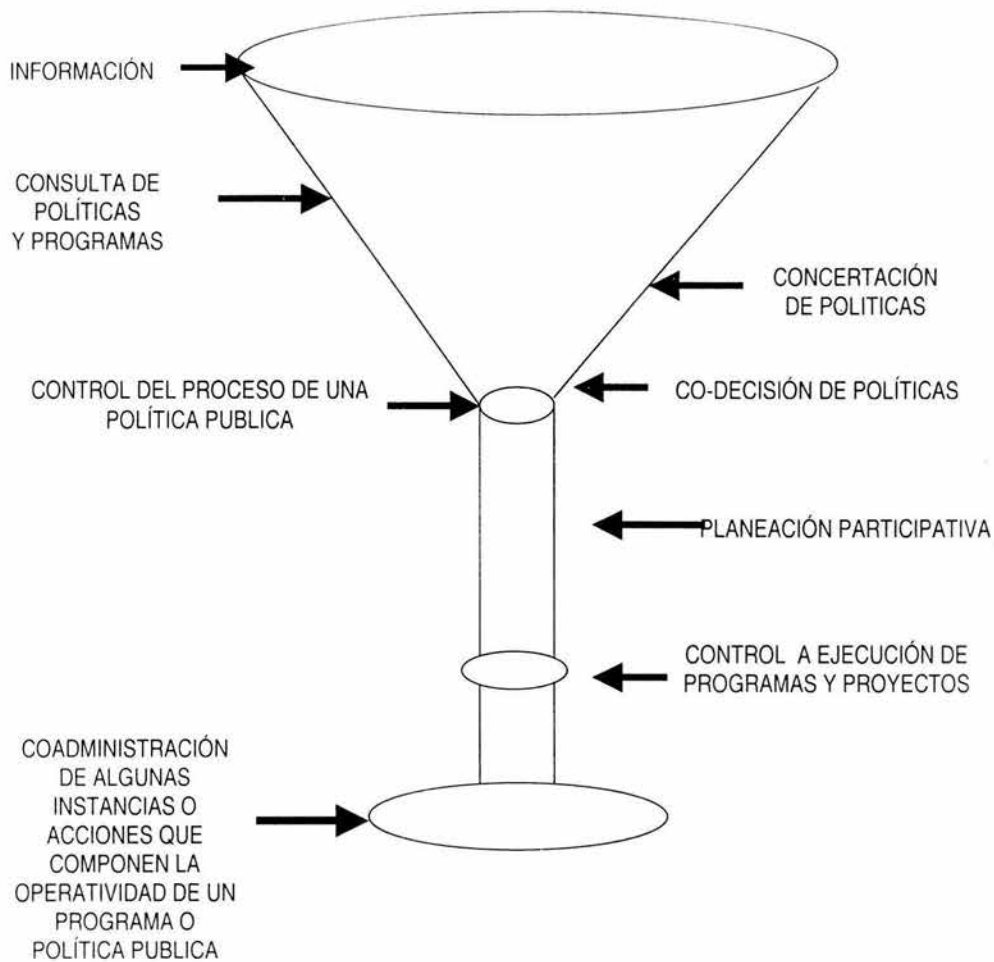 INFORMACIÓN
CONSULTA DE
POLÍTICAS
Y PROGRAMAS
CONCERTACIÓN
DE POLITICAS
CONTROL DEL PROCESO DE UNA
POLÍTICA PUBLICA
CO-DECISIÓN DE POLÍTICAS
PLANEACIÓN PARTICIPATIVA
CONTROL A EJECUCIÓN DE
PROGRAMAS Y PROYECTOS
COADMINISTRACIÓN
DE ALGUNAS
INSTANCIAS O
ACCIONES QUE
COMPONEN LA
OPERATIVIDAD DE UN
PROGRAMA O
POLÍTICA PUBLICA